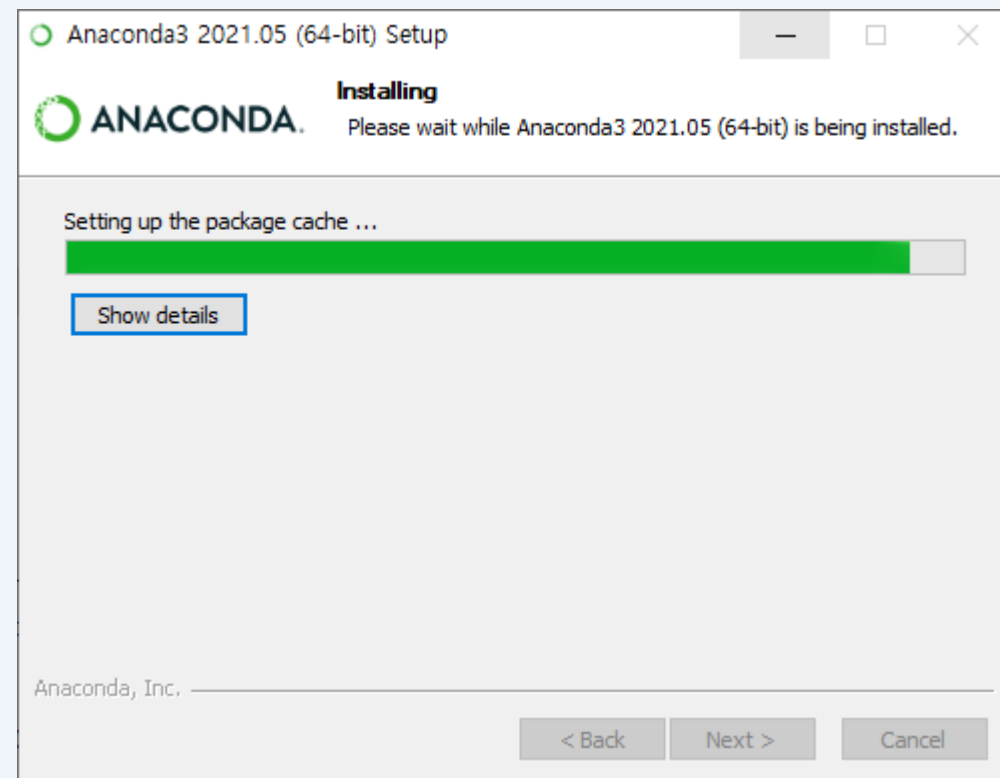 Anaconda3 2021.05 (64-bit) Setup
ANACONDA.
Installing
Please wait while Anaconda3 2021.05 (64-bit) is being installed.
Setting up the package cache ...
Show details
Anaconda, Inc.
< Back
Next >
Cancel